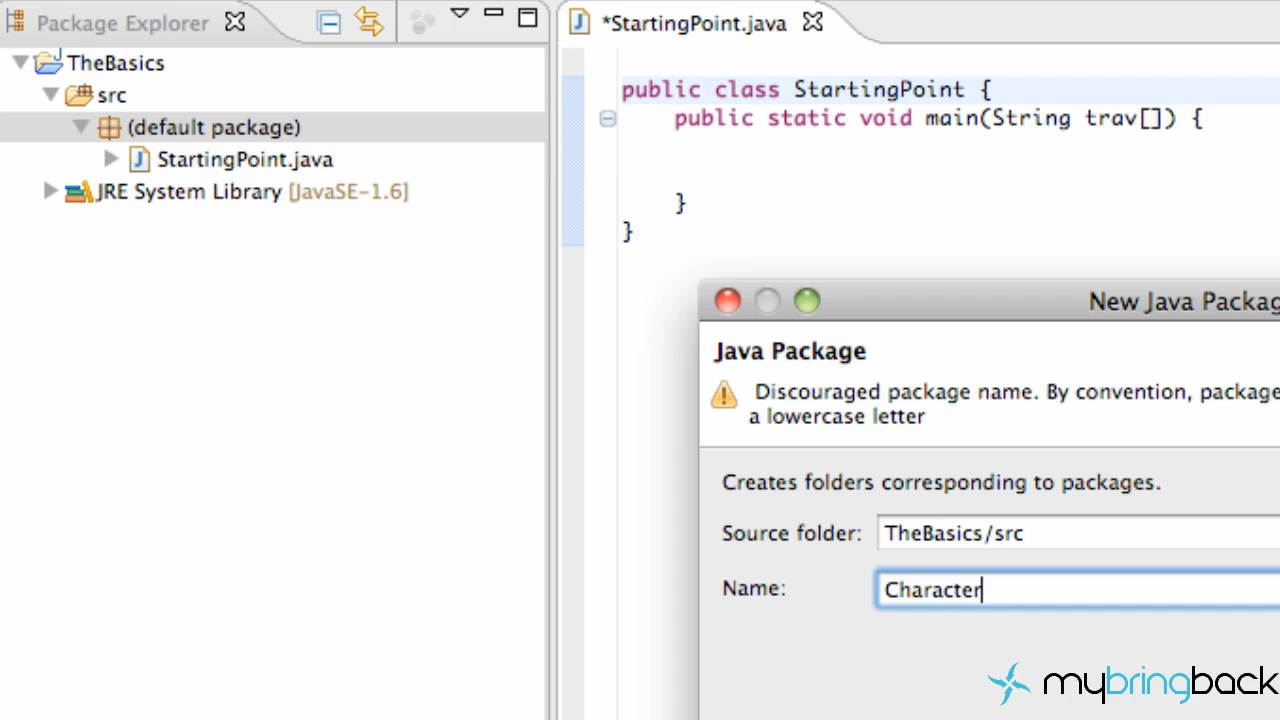 Package Explorer
TheBasics
src
(default package)
StartingPoint.java
JRE System Library [JavaSE-1.6]
*StartingPoint.java
public class StartingPoint {
public static void main(String trav[]) {
}
}
New Java Packag
Java Package
Discouraged package name. By convention, package
a lowercase letter
Creates folders corresponding to packages.
Source folder: TheBasics/src
Name: Character
mybringback